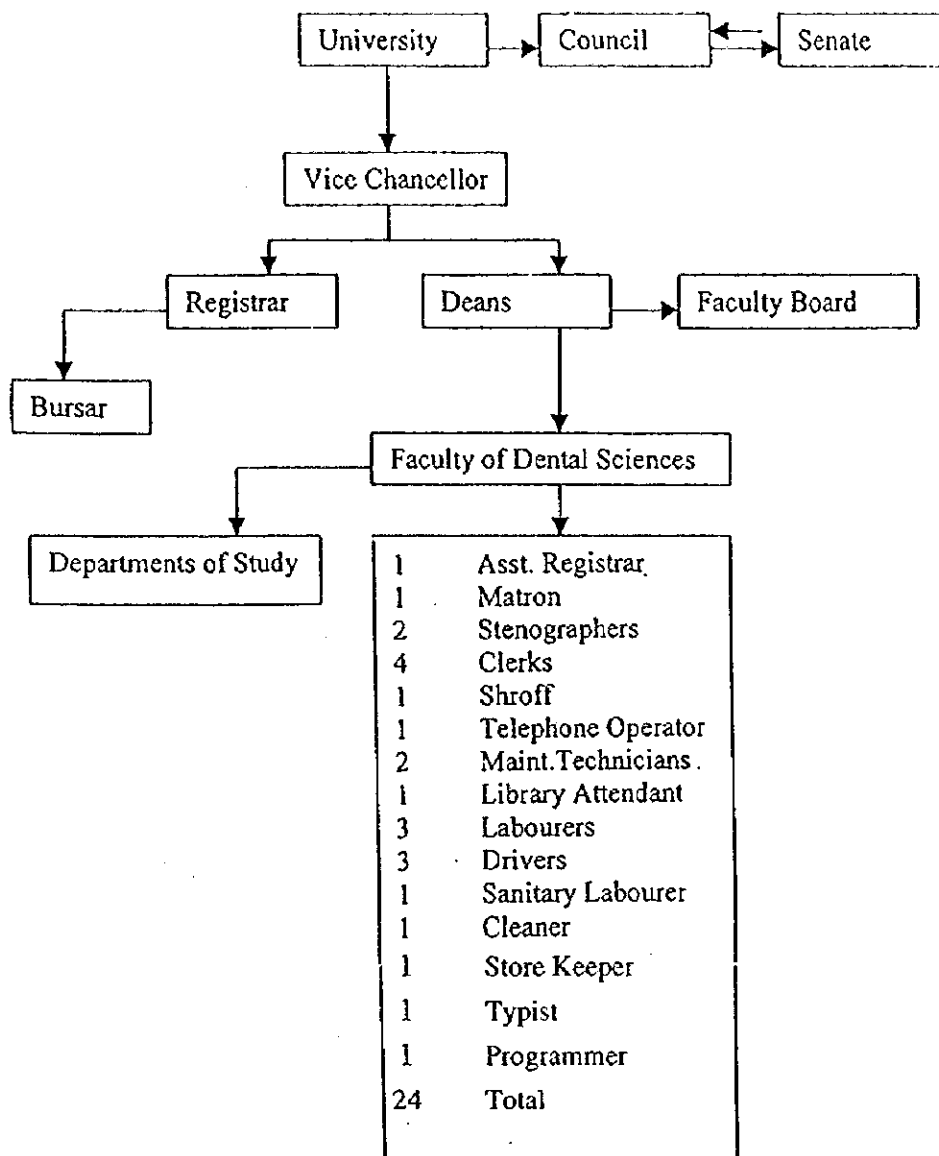 University
Council
Senate
Vice Chancellor
Registrar
Deans
Faculty Board
Bursar
Faculty of Dental Sciences
Departments of Study
1 Asst. Registrar
1 Matron
2 Stenographers
4 Clerks
1 Shroff
1 Telephone Operator
2 Maint.Technicians
1 Library Attendant
3 Labourers
3 Drivers
1 Sanitary Labourer
1 Cleaner
1 Store Keeper
1 Typist
1 Programmer
24 Total